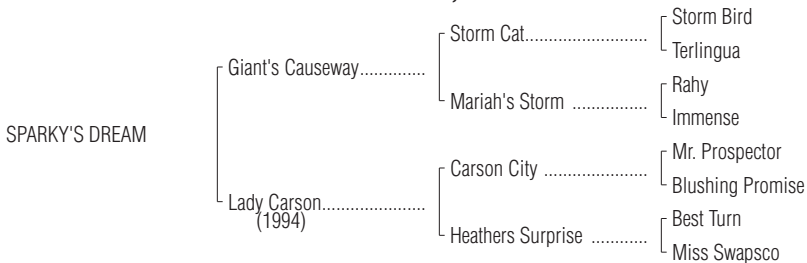 Storm Bird
Storm Cat..............................
Terlingua
Giant's Causeway..............
Rahy
Mariah's Storm ................
Immense
SPARKY'S DREAM
Mr. Prospector
Carson City ......................
Blushing Promise
Lady Carson......................
(1994)
Best Turn
Heathers Surprise ............
Miss Swapsco